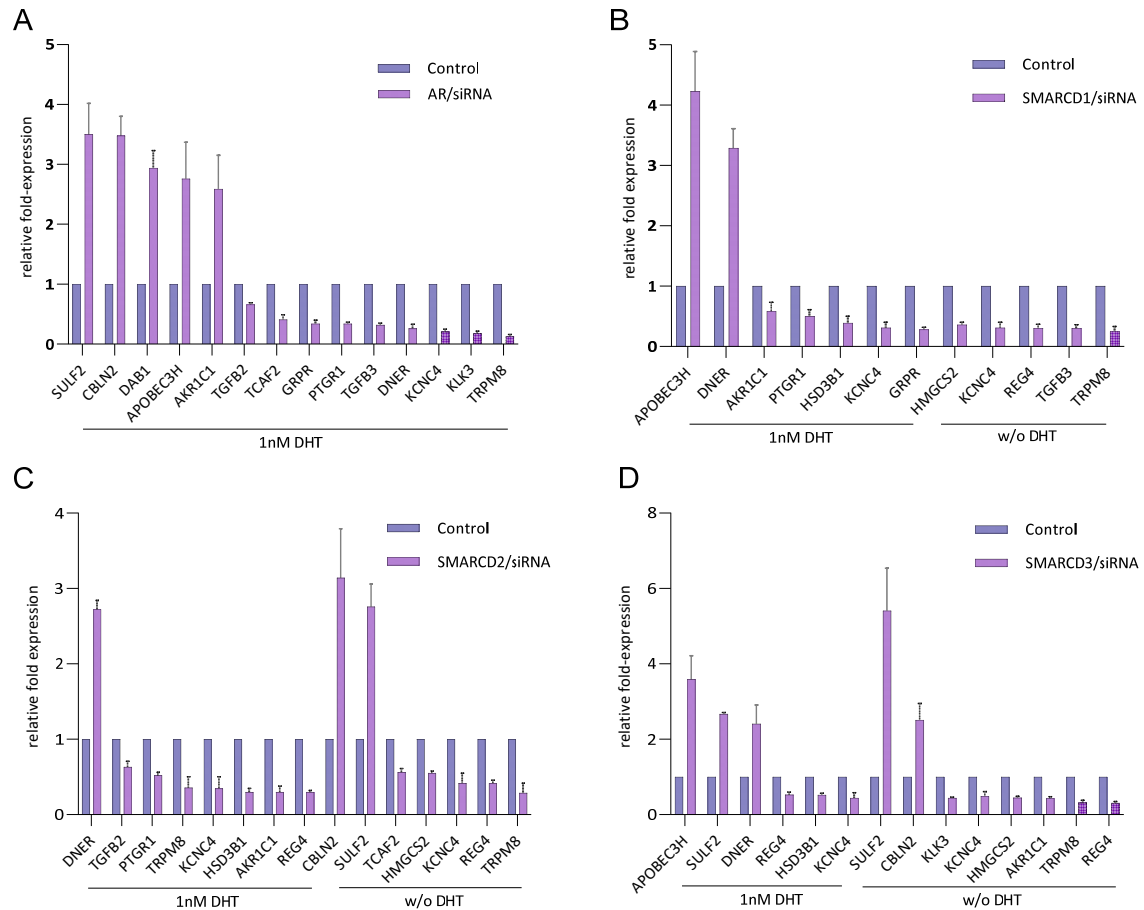 A
relative fold-expression
5
4
3
2
1
0
Control
AR/siRNA
SULF2
CBLN2
DAB1
APOBEC3H
AKR1C1
TGFB2
TCAF2
GRPR
PTGR1
TGFB3
DNER
KCNC4
KLK3
TRPM8
1nM DHT
B
relative fold expression
5
4
3
2
1
0
Control
SMARCD1/siRNA
APOBEC3H
DNER
AKR1C1
PTGR1
HSD3B1
KCNC4
GRPR
HMGCS2
KCNC4
REG4
TGFB3
TRPM8
1nM DHT
w/o DHT
C
relative fold expression
4
3
2
1
0
Control
SMARCD2/siRNA
DNER
TGFB2
PTGR1
TRPM8
KCNC4
HSD3B1
AKR1C1
REG4
CBLN2
SULF2
TCAF2
HMGCS2
KCNC4
REG4
TRPM8
1nM DHT
w/o DHT
D
relative fold-expression
8
6
4
2
0
Control
SMARCD3/siRNA
APOBEC3H
SULF2
DNER
REG4
HSD3B1
KCNC4
SULF2
CBLN2
KLK3
KCNC4
HMGCS2
AKR1C1
TRPM8
REG4
1nM DHT
w/o DHT